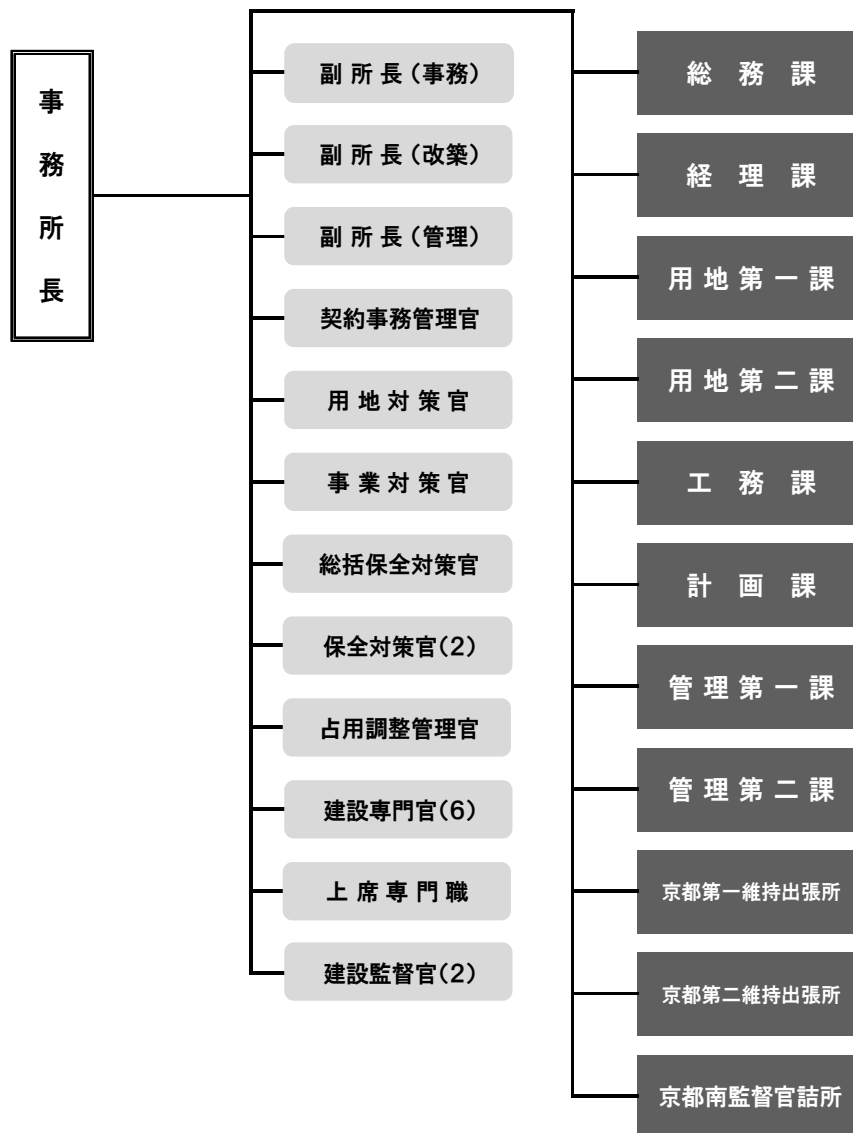 事務所長
副所長（事務）
副所長（改築）
副所長（管理）
契約事務管理官
用地対策官
事業対策官
総括保全対策官
保全対策官（2）
占用調整管理官
建設専門官（6）
上席専門職
建設監督官（2）
総務課
経理課
用地第一課
用地第二課
工務課
計画課
管理第一課
管理第二課
京都第一維持出張所
京都第二維持出張所
京都南監督官詰所